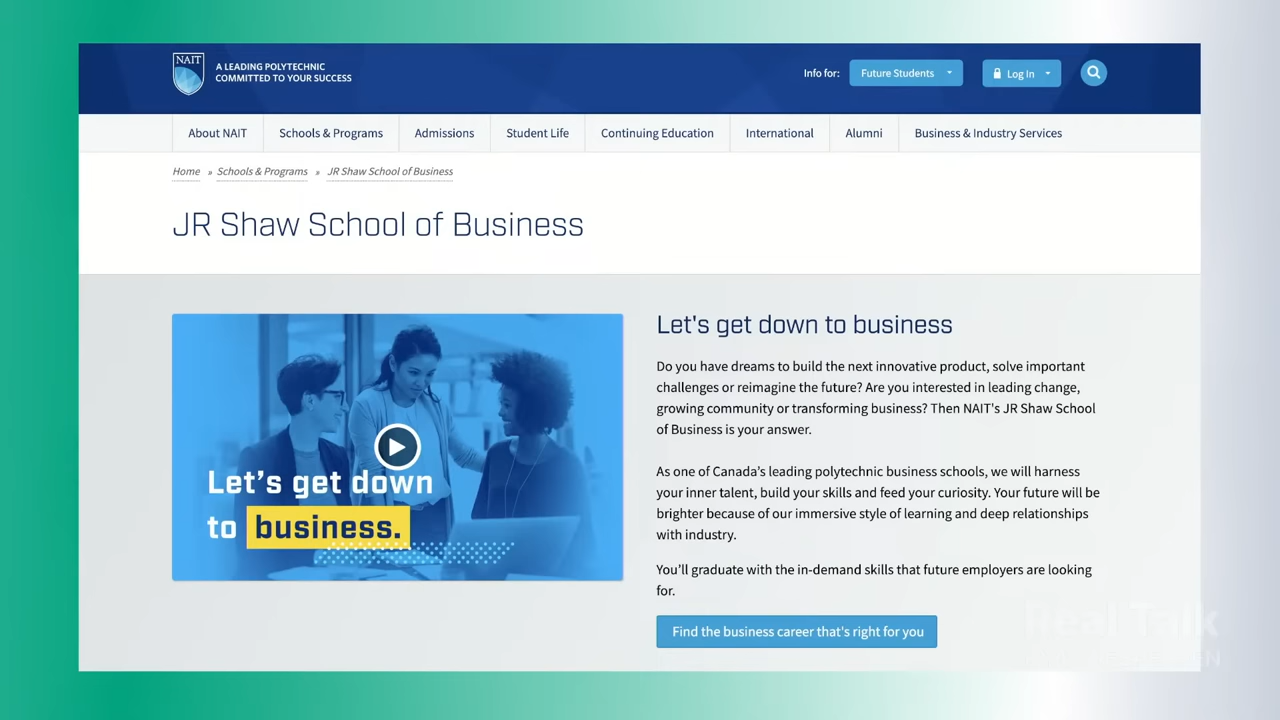 NAIT
A LEADING POLYTECHNIC
COMMITTED TO YOUR SUCCESS
Info for:
Future Students
Log In
About NAIT
Schools & Programs
Admissions
Student Life
Continuing Education
International
Alumni
Business & Industry Services
Home » Schools & Programs » JR Shaw School of Business
JR Shaw School of Business
Let's get down
to business.
Let's get down to business
Do you have dreams to build the next innovative product, solve important
challenges or reimagine the future? Are you interested in leading change,
growing community or transforming business? Then NAIT's JR Shaw School
of Business is your answer.
As one of Canada's leading polytechnic business schools, we will harness
your inner talent, build your skills and feed your curiosity. Your future will be
brighter because of our immersive style of learning and deep relationships
with industry.
You'll graduate with the in-demand skills that future employers are looking
for.
Find the business career that's right for you
Real Talk